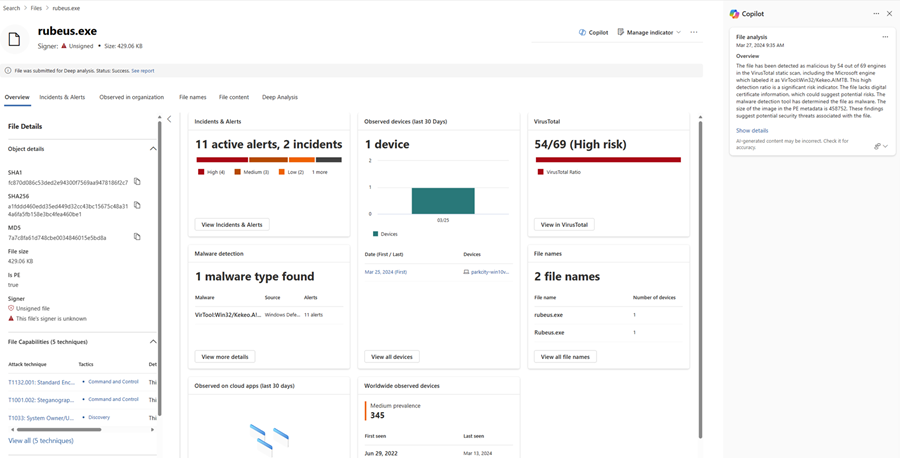 Search > Files > rubeus.exe
rubeus.exe
Signer: Unsigned • Size: 429.06 KB
Copilot
Manage indicator
File was submitted for Deep analysis, Status: Success. See report
Overview
Incidents & Alerts
Observed in organization
File names
File content
Deep Analysis
File Details
Object details
SHA1
fc870d086c53ded2e94300f7569aa9478186f2c7
SHA256
MD5
File size
429.06 KB
Is PE
true
Signer
Unsigned file
This file's signer is unknown
File Capabilities (5 techniques)
Attack technique Tactics Det
T1132.001: Standard Enc... • Command and Control Thi
T1001.002: Steganograp... • Command and Control Thi
T1033: System Owner/U... • Discovery Thi
View all (5 techniques)
Incidents & Alerts
11 active alerts, 2 incidents
High (4) Medium (3) Low (2) 1 more
View Incidents & Alerts
Malware detection
1 malware type found
Malware Source Alerts
VirTool:Win32/Kekeo.A!... Windows Defe... 11 alerts
View more details
Observed on cloud apps (last 30 days)
Observed devices (last 30 Days)
1 device
2
1
0
03/25
Devices
Date (First / Last) Devices
Mar 25, 2024 (First) parkcity-win10v...
View all devices
Worldwide observed devices
Medium prevalence
345
First seen Last seen
Jun 29, 2022 Mar 13, 2024
VirusTotal
54/69 (High risk)
VirusTotal Ratio
View in VirusTotal
File names
2 file names
File name Number of devices
rubeus.exe 1
Rubeus.exe 1
View all file names
Copilot
File analysis
Mar 27, 2024 9:35 AM
Overview
The file has been detected as malicious by 54 out of 69 engines
in the VirusTotal static scan, including the Microsoft engine
which labeled it as VirTool:Win32/Kekeo.A!MTB. This high
detection ratio is a significant risk indicator. The file lacks digital
certificate information, which could suggest potential risks. The
malware detection tool has determined the file as malware. The
size of the image in the PE metadata is 458752. These findings
suggest potential security threats associated with the file.
Show details
AI-generated content may be incorrect. Check it for
accuracy.